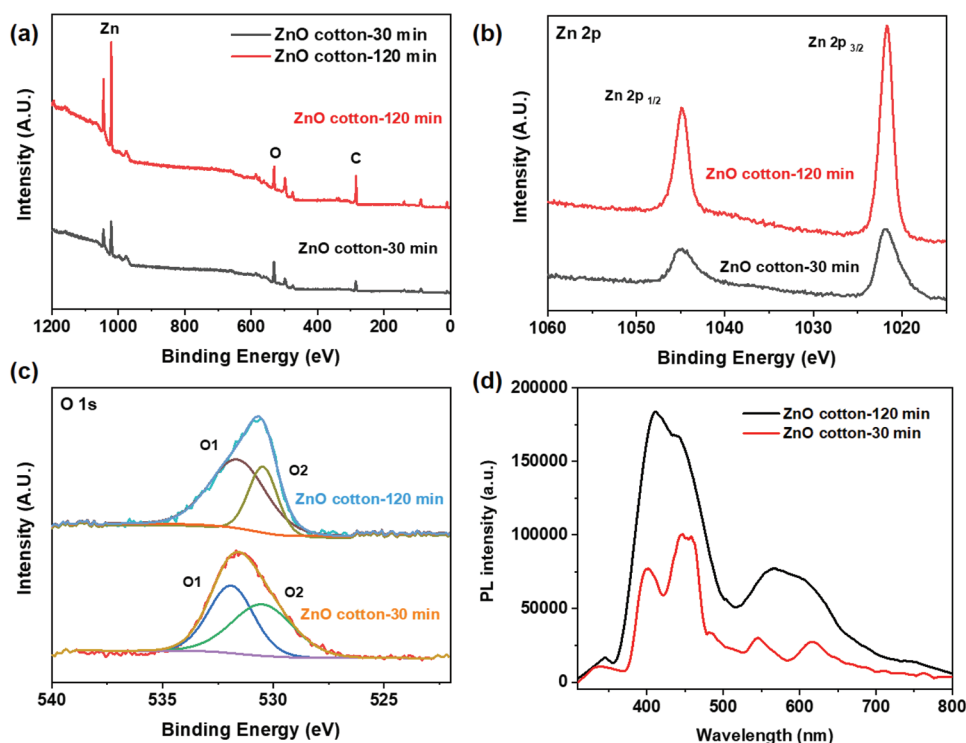 (a)
Zn
ZnO cotton-30 min
ZnO cotton-120 min
ZnO cotton-120 min
O
C
ZnO cotton-30 min
Intensity (A.U.)
1200 1000 800 600 400 200 0
Binding Energy (eV)
(b)
Zn 2p
Zn 2p 3/2
Zn 2p 1/2
ZnO cotton-120 min
ZnO cotton-30 min
Intensity (A.U.)
1060 1050 1040 1030 1020
Binding Energy (eV)
(c)
O 1s
O1
O2
ZnO cotton-120 min
O1
O2
ZnO cotton-30 min
Intensity (A.U.)
540 535 530 525
Binding Energy (eV)
(d)
200000
ZnO cotton-120 min
ZnO cotton-30 min
150000
100000
50000
0
PL intensity (a.u.)
400 500 600 700 800
Wavelength (nm)